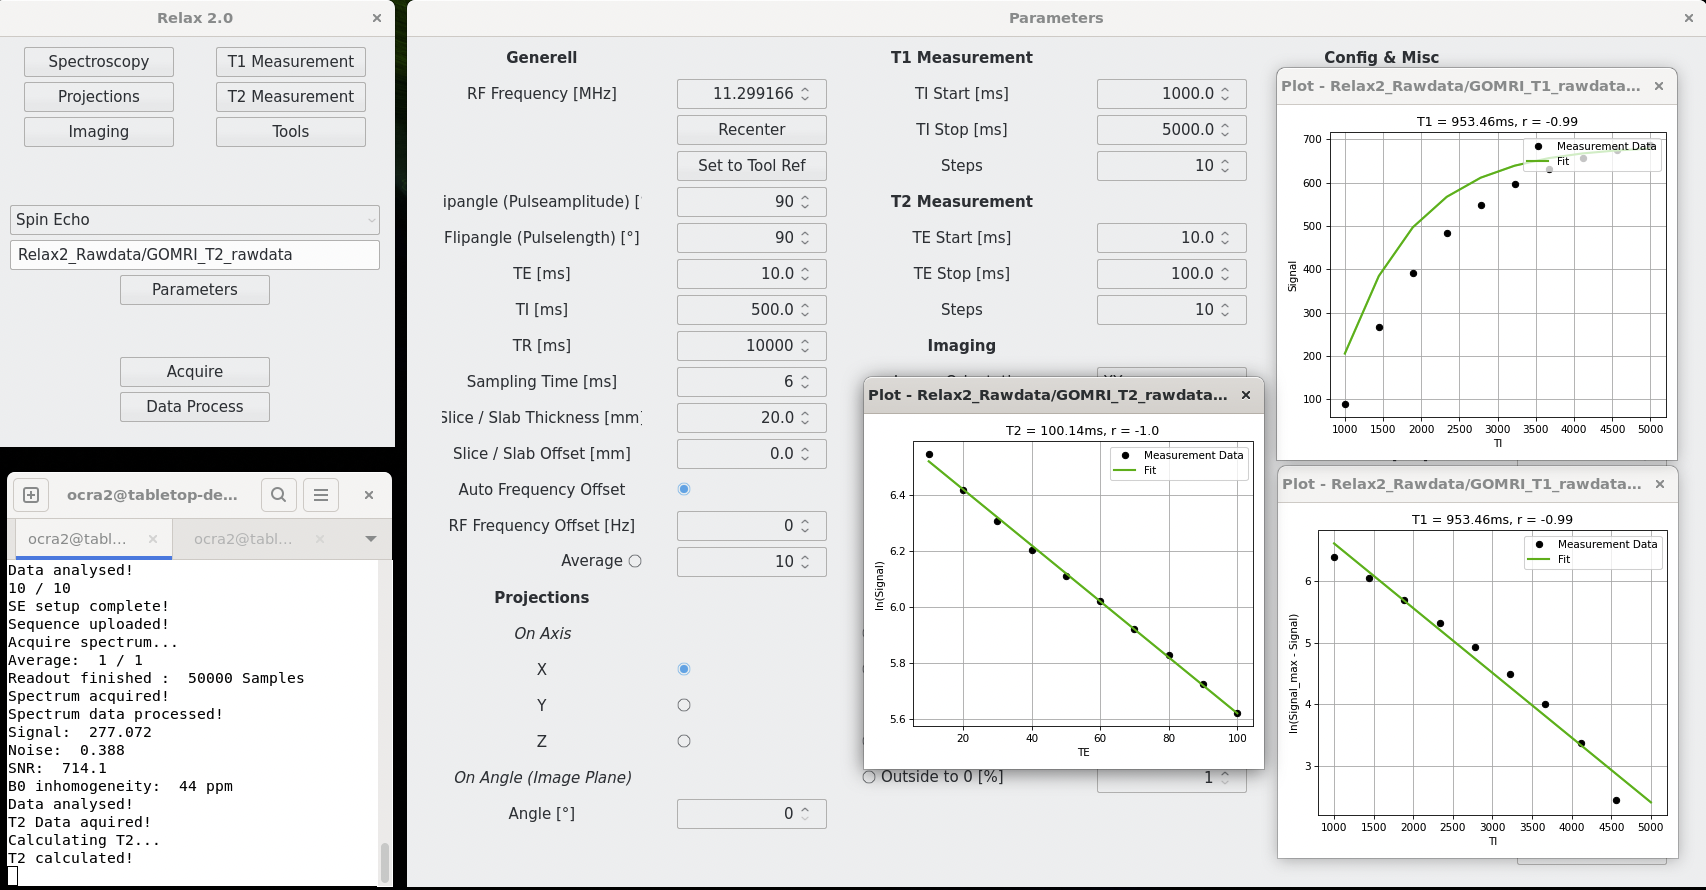 Relax 2.0
Spectroscopy
T1 Measurement
Projections
T2 Measurement
Imaging
Tools
Spin Echo
Relax2_Rawdata/GOMRI_T2_rawdata
Parameters
Acquire
Data Process
ocra2@tabletop-de...
ocra2@tabl...
ocra2@tabl...
Data analysed!
10 / 10
SE setup complete!
Sequence uploaded!
Acquire spectrum...
Average:  1 / 1
Readout finished :  50000 Samples
Spectrum acquired!
Spectrum data processed!
Signal:  277.072
Noise:  0.388
SNR:  714.1
B0 inhomogeneity:  44 ppm
Data analysed!
T2 Data aquired!
Calculating T2...
T2 calculated!
Parameters
Generell
RF Frequency [MHz] 11.299166
Recenter
Set to Tool Ref
ipangle (Pulseamplitude) [ 90
Flipangle (Pulselength) [°] 90
TE [ms] 10.0
TI [ms] 500.0
TR [ms] 10000
Sampling Time [ms] 6
Slice / Slab Thickness [mm] 20.0
Slice / Slab Offset [mm] 0.0
Auto Frequency Offset
RF Frequency Offset [Hz] 0
Average 10
Projections
On Axis
X
Y
Z
On Angle (Image Plane)
Angle [°] 0
T1 Measurement
TI Start [ms] 1000.0
TI Stop [ms] 5000.0
Steps 10
T2 Measurement
TE Start [ms] 10.0
TE Stop [ms] 100.0
Steps 10
Imaging
Outside to 0 [%] 1
Config & Misc
Plot - Relax2_Rawdata/GOMRI_T2_rawdata...
T2 = 100.14ms, r = -1.0
Measurement Data
Fit
ln(Signal)
6.4
6.2
6.0
5.8
5.6
20 40 60 80 100
TE
Plot - Relax2_Rawdata/GOMRI_T1_rawdata...
T1 = 953.46ms, r = -0.99
Measurement Data
Fit
Signal
700
600
500
400
300
200
100
1000 1500 2000 2500 3000 3500 4000 4500 5000
TI
Plot - Relax2_Rawdata/GOMRI_T1_rawdata...
T1 = 953.46ms, r = -0.99
Measurement Data
Fit
ln(Signal_max - Signal)
6
5
4
3
1000 1500 2000 2500 3000 3500 4000 4500 5000
TI